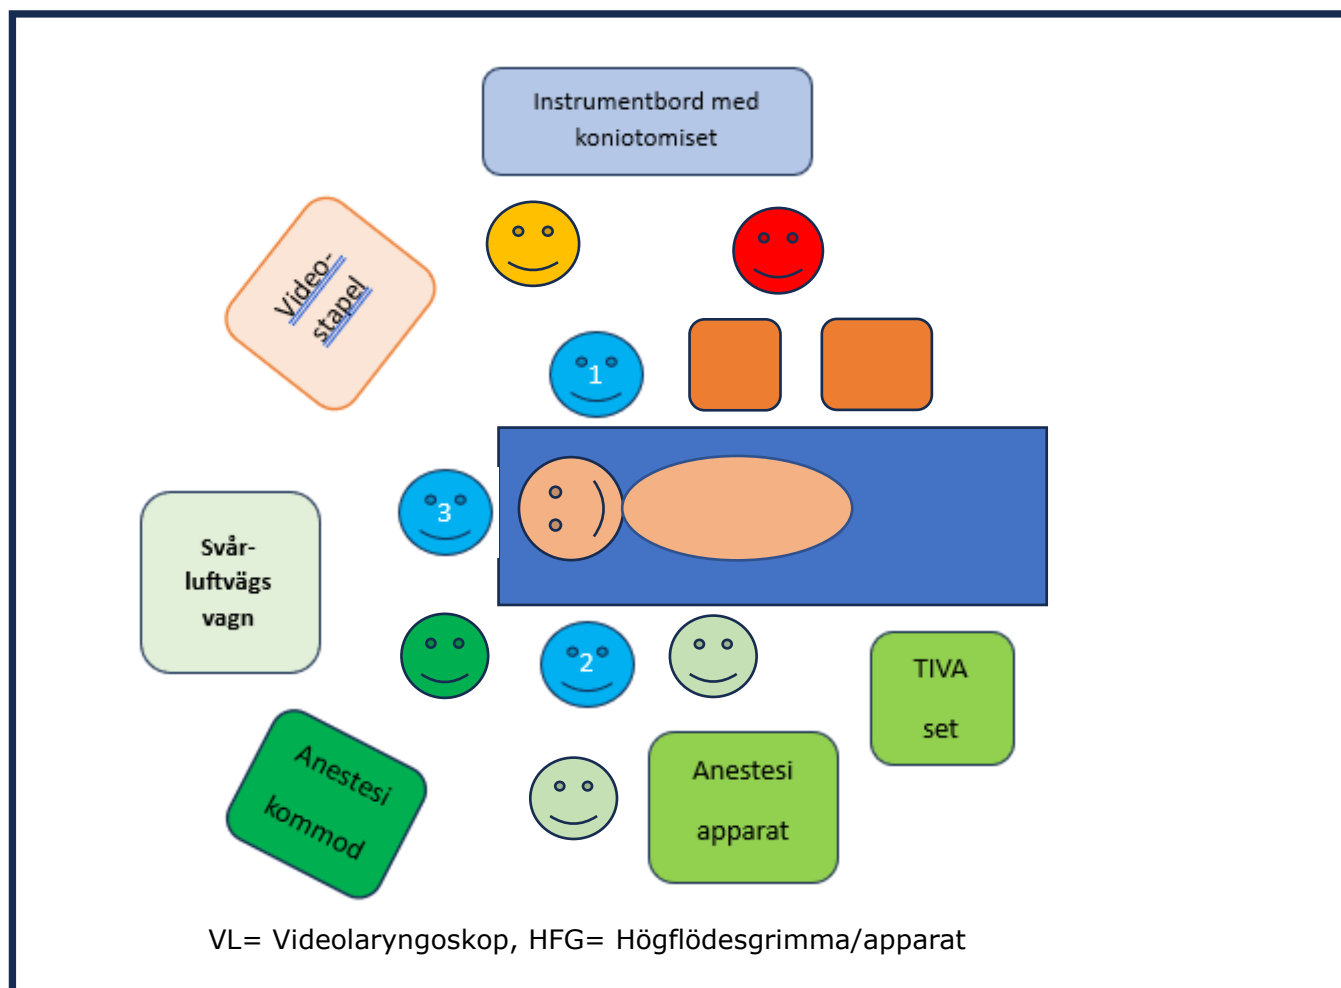 Instrumentbord med
koniotomiset
Video-
stapel
1
3
Svår-
luftvägs
vagn
2
TIVA
set
Anestesi
kommod
Anestesi
apparat
VL= Videolaryngoskop, HFG= Högflödesgrimma/apparat